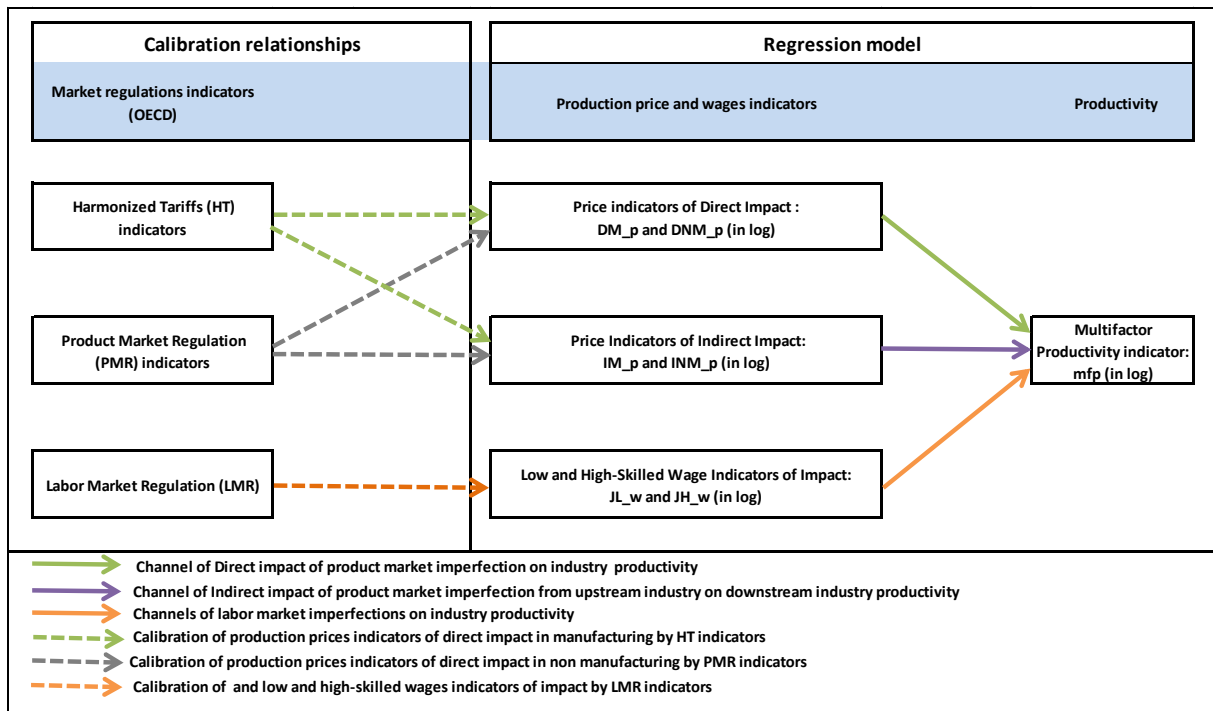 Calibration relationships
Regression model
Market regulations indicators
(OECD)
Production price and wages indicators
Productivity
Harmonized Tariffs (HT)
indicators
Price indicators of Direct Impact :
DM_p and DNM_p (in log)
Product Market Regulation
(PMR) indicators
Price Indicators of Indirect Impact:
IM_p and INM_p (in log)
Multifactor
Productivity indicator:
mfp (in log)
Labor Market Regulation (LMR)
Low and High-Skilled Wage Indicators of Impact:
JL_w and JH_w (in log)
Channel of Direct impact of product market imperfection on industry productivity
Channel of Indirect impact of product market imperfection from upstream industry on downstream industry productivity
Channels of labor market imperfections on industry productivity
Calibration of production prices indicators of direct impact in manufacturing by HT indicators
Calibration of production prices indicators of direct impact in non manufacturing by PMR indicators
Calibration of and low and high-skilled wages indicators of impact by LMR indicators